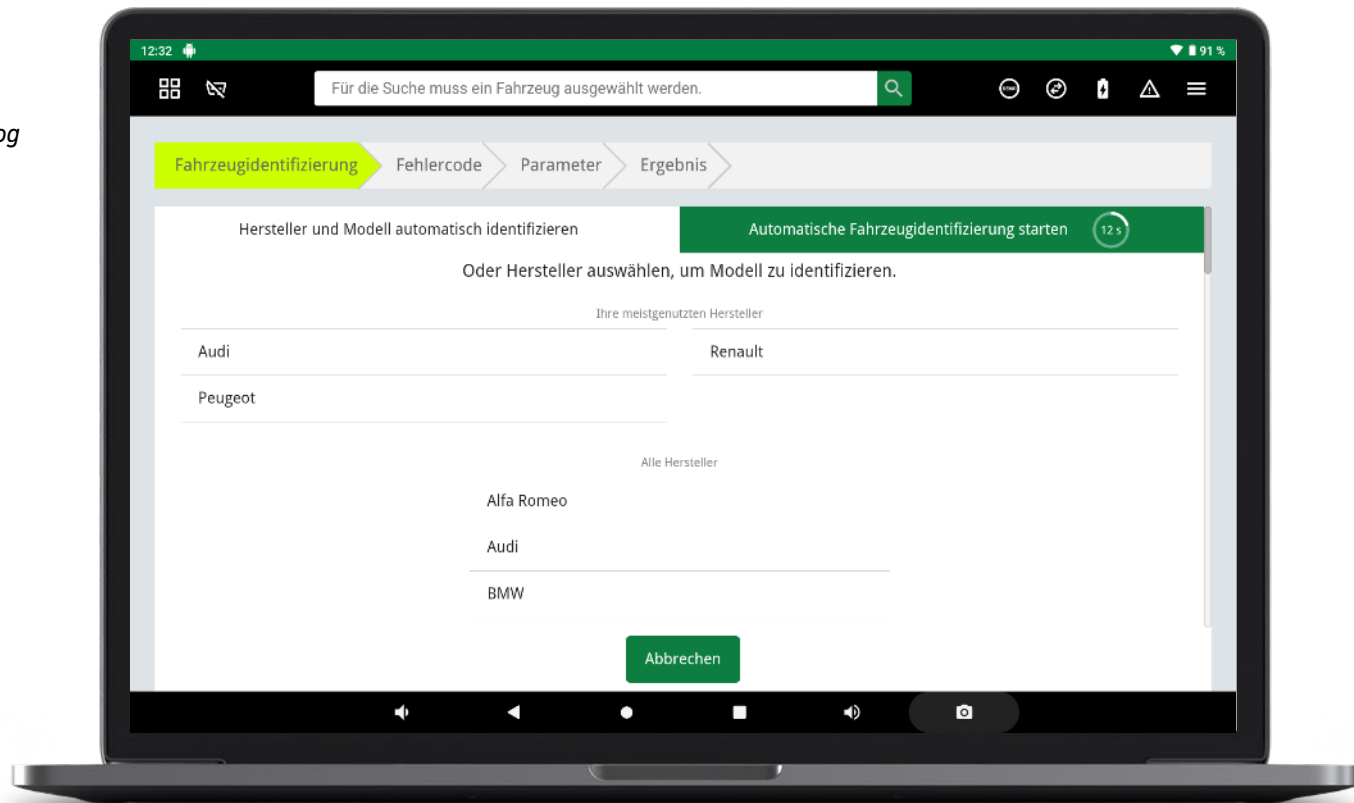 12:32
91 %
Für die Suche muss ein Fahrzeug ausgewählt werden.
Fahrzeugidentifizierung Fehlercode Parameter Ergebnis
Hersteller und Modell automatisch identifizieren
Automatische Fahrzeugidentifizierung starten 12 s
Oder Hersteller auswählen, um Modell zu identifizieren.
Ihre meistgenutzten Hersteller
Audi
Renault
Peugeot
Alle Hersteller
Alfa Romeo
Audi
BMW
Abbrechen